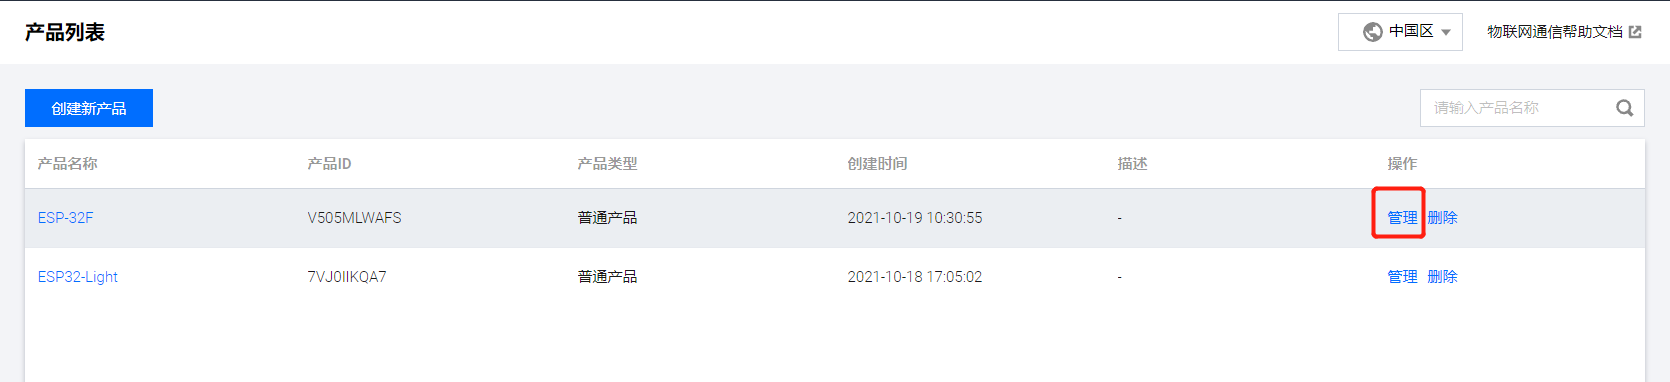 产品列表 中国区 物联网通信帮助文档
创建新产品 请输入产品名称
产品名称 产品ID 产品类型 创建时间 描述 操作
ESP-32F V505MLWAFS 普通产品 2021-10-19 10:30:55 - 管理 删除
ESP32-Light 7VJ0IIKQA7 普通产品 2021-10-18 17:05:02 - 管理 删除